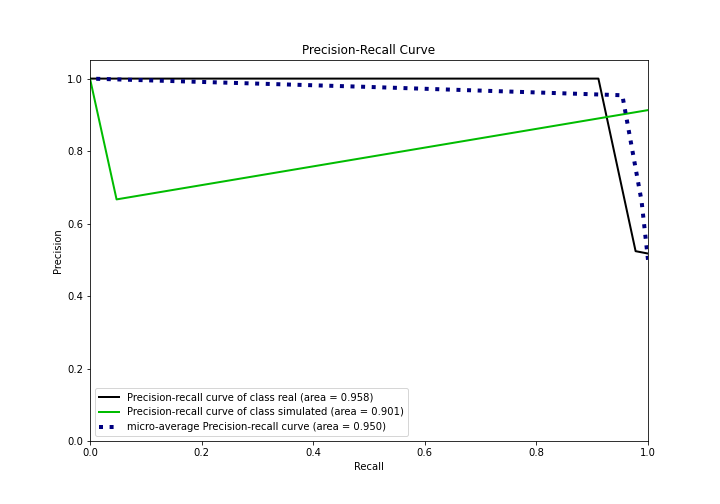 Precision-Recall Curve
1.0
0.8
0.6
0.4
0.2
0.0
Precision
Precision-recall curve of class real (area = 0.958)
Precision-recall curve of class simulated (area = 0.901)
micro-average Precision-recall curve (area = 0.950)
0.0 0.2 0.4 0.6 0.8 1.0
Recall